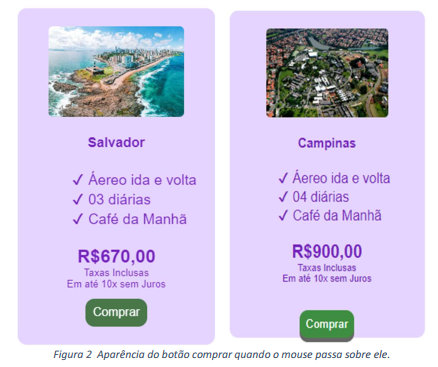 Salvador
✓ Áereo ida e volta
✓ 03 diárias
✓ Café da Manhã
R$670,00
Taxas Inclusas
Em até 10x sem Juros
Comprar
Campinas
✓ Áereo ida e volta
✓ 04 diárias
✓ Café da Manhã
R$900,00
Taxas Inclusas
Em até 10x sem Juros
Comprar
Figura 2 Aparência do botão comprar quando o mouse passa sobre ele.